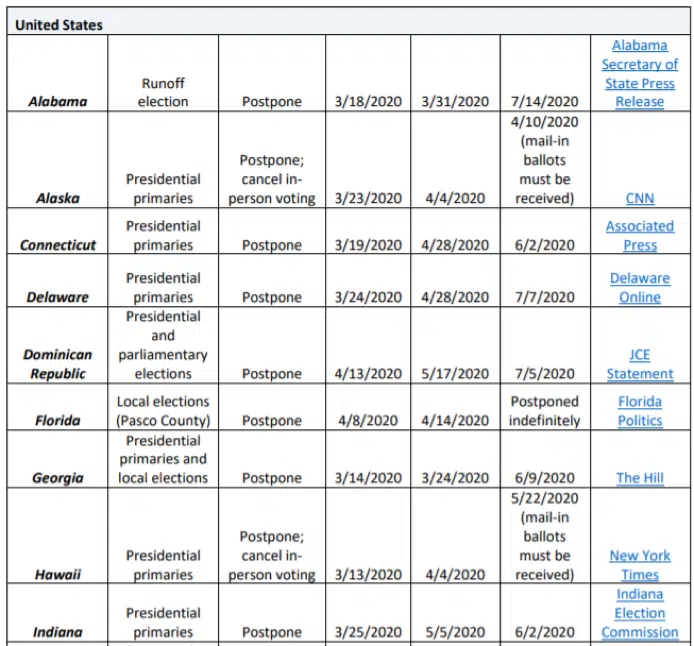 United States
Alabama
Runoff
election
Postpone
3/18/2020
3/31/2020
7/14/2020
Alabama
Secretary of
State Press
Release
Alaska
Presidential
primaries
Postpone;
cancel in-
person voting
3/23/2020
4/4/2020
4/10/2020
(mail-in
ballots
must be
received)
CNN
Connecticut
Presidential
primaries
Postpone
3/19/2020
4/28/2020
6/2/2020
Associated
Press
Delaware
Presidential
primaries
Postpone
3/24/2020
4/28/2020
7/7/2020
Delaware
Online
Dominican
Republic
Presidential
and
parliamentary
elections
Postpone
4/13/2020
5/17/2020
7/5/2020
JCE
Statement
Florida
Local elections
(Pasco County)
Postpone
4/8/2020
4/14/2020
Postponed
indefinitely
Florida
Politics
Georgia
Presidential
primaries and
local elections
Postpone
3/14/2020
3/24/2020
6/9/2020
The Hill
Hawaii
Presidential
primaries
Postpone;
cancel in-
person voting
3/13/2020
4/4/2020
5/22/2020
(mail-in
ballots
must be
received)
New York
Times
Indiana
Presidential
primaries
Postpone
3/25/2020
5/5/2020
6/2/2020
Indiana
Election
Commission